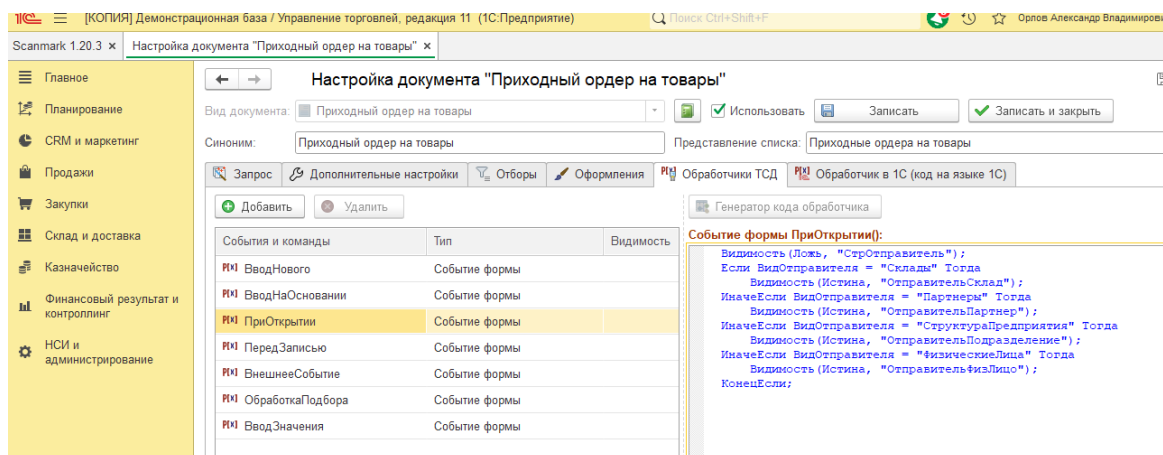 [КОПИЯ] Демонстрационная база / Управление торговлей, редакция 11 (1С:Предприятие)
Поиск Ctrl+Shift+F
Орлов Александр Владимирови
Scanmark 1.20.3 ×
Настройка документа "Приходный ордер на товары" ×
Главное
Планирование
CRM и маркетинг
Продажи
Закупки
Склад и доставка
Казначейство
Финансовый результат и
контроллинг
НСИ и
администрирование
Настройка документа "Приходный ордер на товары"
Вид документа:
Приходный ордер на товары
Использовать
Записать
Записать и закрыть
Синоним:
Приходный ордер на товары
Представление списка:
Приходные ордера на товары
Запрос
Дополнительные настройки
Отборы
Оформления
Обработчики ТСД
Обработчик в 1С (код на языке 1С)
Добавить
Удалить
Генератор кода обработчика
События и команды
Тип
Видимость
ВводНового
Событие формы
ВводНаОсновании
Событие формы
ПриОткрытии
Событие формы
ПередЗаписью
Событие формы
ВнешнееСобытие
Событие формы
ОбработкаПодбора
Событие формы
ВводЗначения
Событие формы
Событие формы ПриОткрытии():
Видимость(Ложь, "СтрОтправитель");
Если ВидОтправителя = "Склады" Тогда
Видимость(Истина, "ОтправительСклад");
ИначеЕсли ВидОтправителя = "Партнеры" Тогда
Видимость(Истина, "ОтправительПартнер");
ИначеЕсли ВидОтправителя = "СтруктураПредприятия" Тогда
Видимость(Истина, "ОтправительПодразделение");
ИначеЕсли ВидОтправителя = "ФизическиеЛица" Тогда
Видимость(Истина, "ОтправительФизЛицо");
КонецЕсли;